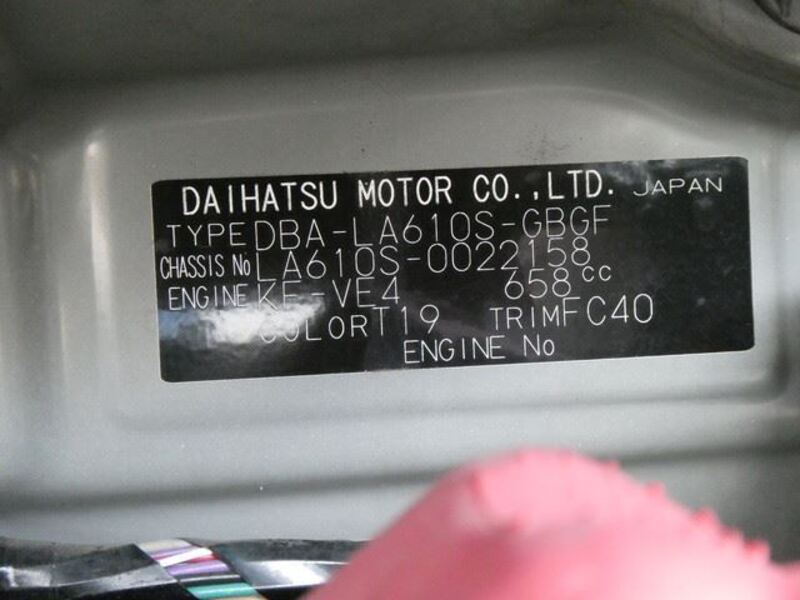 DAIHATSU MOTOR CO.,LTD. JAPAN
TYPE DBA-LA610S-GBGF
CHASSIS No LA610S-0022158
ENGINE KF-VE4 658cc
COLOR T19 TRIM FC40
ENGINE No